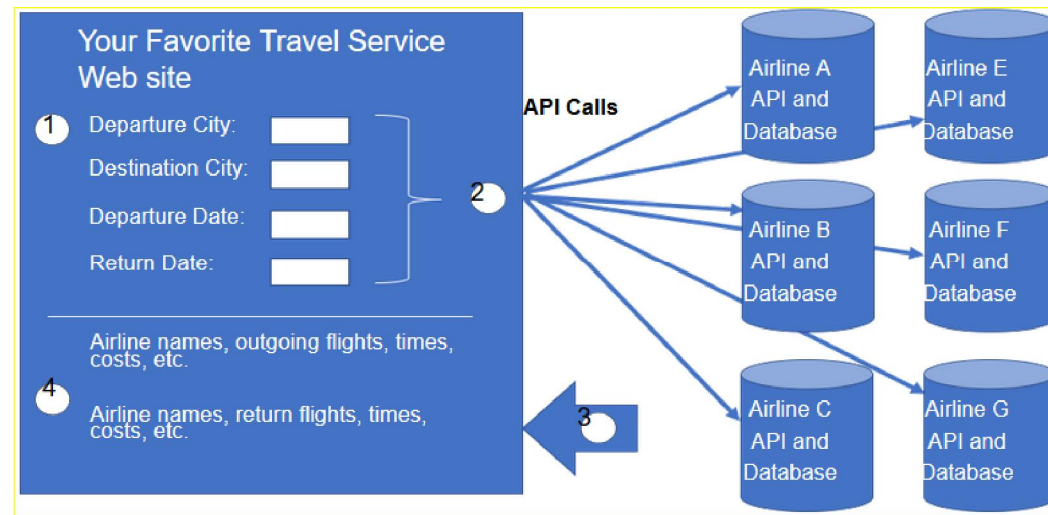 Your Favorite Travel Service
Web site
1
Departure City:
Destination City:
Departure Date:
Return Date:
2
API Calls
Airline names, outgoing flights, times,
costs, etc.
4
Airline names, return flights, times,
costs, etc.
3
Airline A
API and
Database
Airline E
API and
Database
Airline B
API and
Database
Airline F
API and
Database
Airline C
API and
Database
Airline G
API and
Database